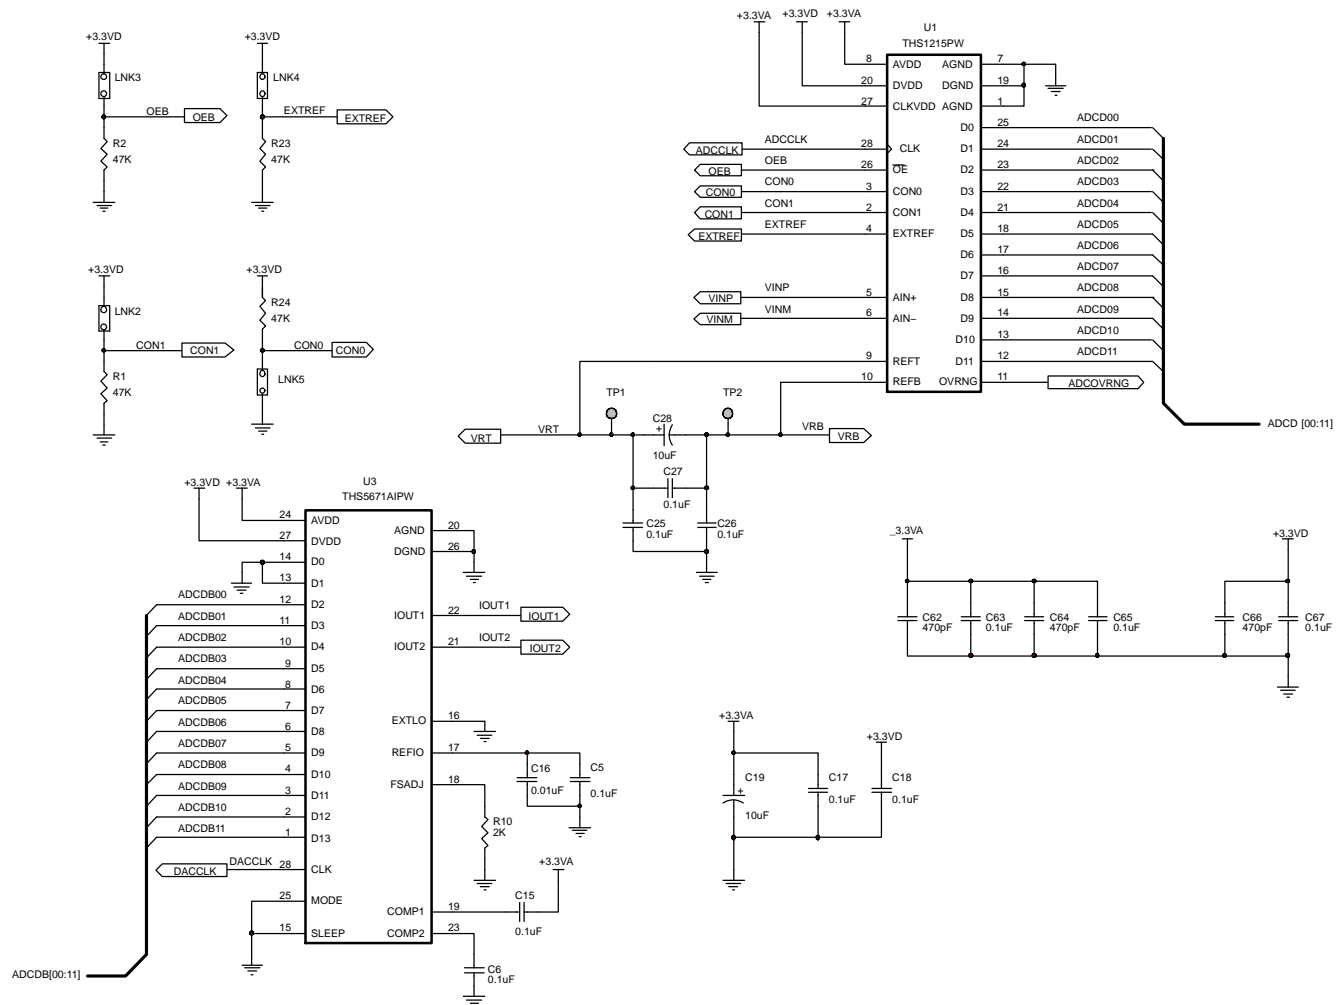 +3.3VD
LNK3
OEB
OEB
R2
47K
+3.3VD
LNK4
EXTREF
EXTREF
R23
47K
+3.3VD
LNK2
CON1
CON1
R1
47K
+3.3VD
R24
47K
CON0
CON0
LNK5
+3.3VA
+3.3VD
+3.3VA
U1
THS1215PW
8 AVDD AGND 7
20 DVDD DGND 19
27 CLKVDD AGND 1
D0 25 ADCD00
ADCCLK ADCCLK 28 CLK D1 24 ADCD01
OEB OEB 26 OE D2 23 ADCD02
CON0 CON0 3 CON0 D3 22 ADCD03
CON1 CON1 2 CON1 D4 21 ADCD04
EXTREF EXTREF 4 EXTREF D5 18 ADCD05
D6 17 ADCD06
D7 16 ADCD07
VINP VINP 5 AIN+ D8 15 ADCD08
VINM VINM 6 AIN– D9 14 ADCD09
D10 13 ADCD10
9 REFT D11 12 ADCD11
10 REFB OVRNG 11 ADCOVRNG
ADCD [00:11]
TP1
TP2
VRT
VRT
C28
+
10uF
VRB
VRB
C27
0.1uF
C25
0.1uF
C26
0.1uF
+3.3VD
+3.3VA
U3
THS5671AIPW
24 AVDD AGND 20
27 DVDD DGND 26
14 D0
13 D1
ADCDB00 12 D2 IOUT1 22 IOUT1 IOUT1
ADCDB01 11 D3
ADCDB02 10 D4 IOUT2 21 IOUT2 IOUT2
ADCDB03 9 D5
ADCDB04 8 D6
ADCDB05 7 D7 EXTLO 16
ADCDB06 6 D8
ADCDB07 5 D9 REFIO 17
ADCDB08 4 D10 FSADJ 18
ADCDB09 3 D11
ADCDB10 2 D12
ADCDB11 1 D13
DACCLK DACCLK 28 CLK
25 MODE COMP1 19
15 SLEEP COMP2 23
ADCDB[00:11]
C16
0.01uF
C5
0.1uF
R10
2K
+3.3VA
C15
0.1uF
C6
0.1uF
_3.3VA
C62
470pF
C63
0.1uF
C64
470pF
C65
0.1uF
+3.3VD
C66
470pF
C67
0.1uF
+3.3VA
C19
+
10uF
C17
0.1uF
+3.3VD
C18
0.1uF